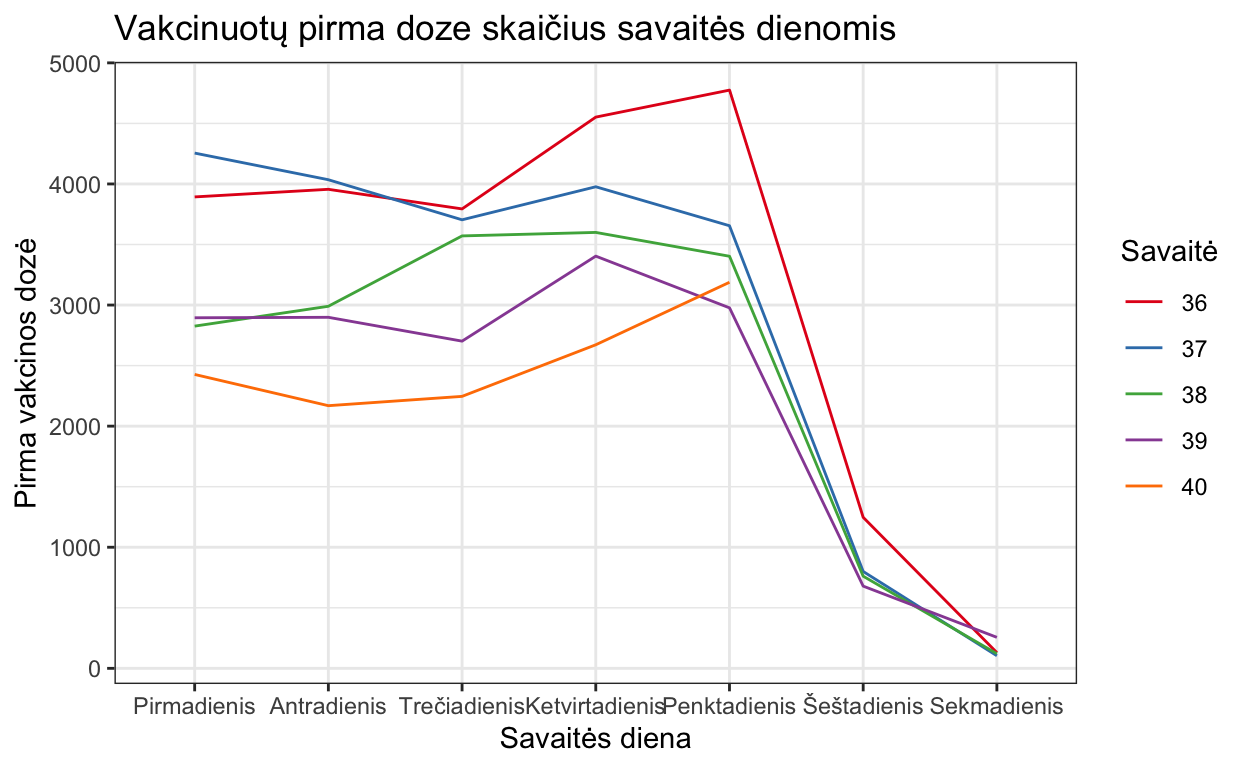 Vakcinuotų pirma doze skaičius savaitės dienomis
5000
4000
3000
2000
1000
0
Pirma vakcinos dozė
Pirmadienis Antradienis Trečiadienis Ketvirtadienis Penktadienis Šeštadienis Sekmadienis
Savaitės diena
Savaitė
36
37
38
39
40